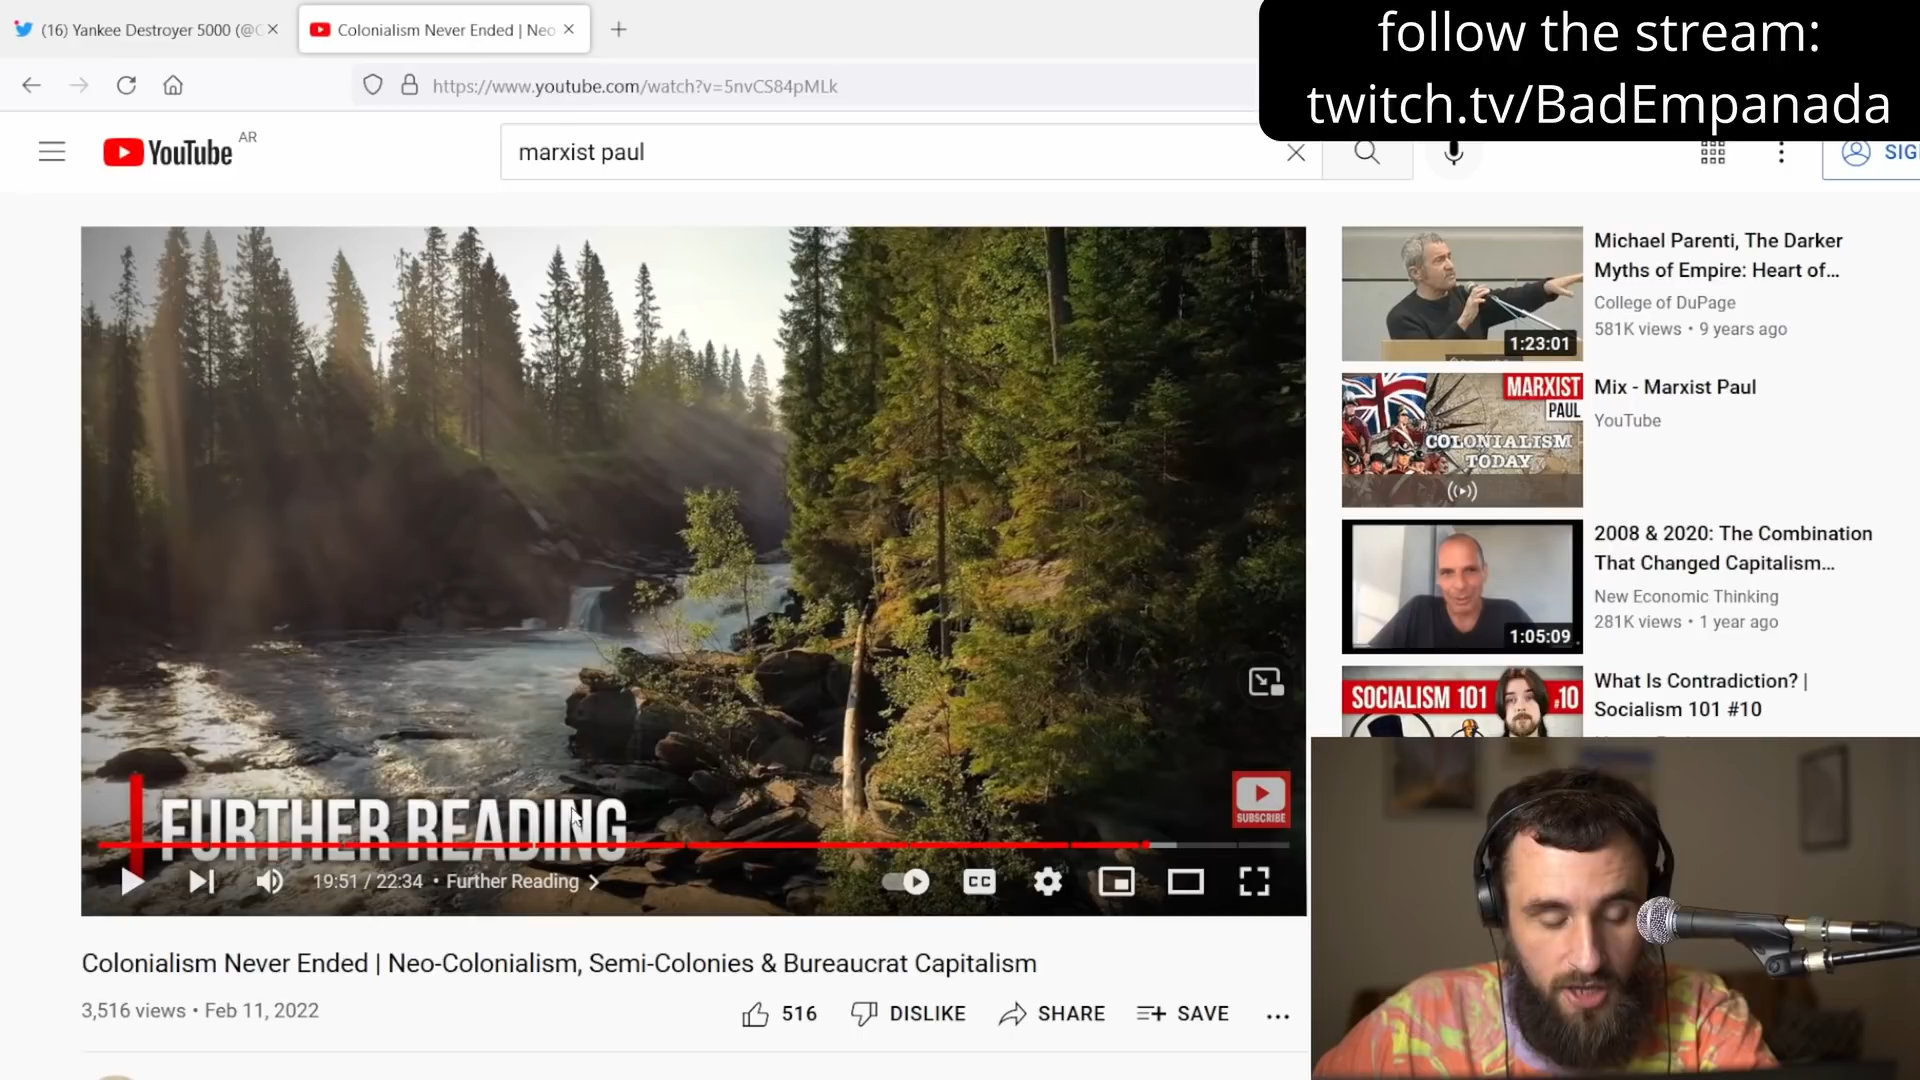 (16) Yankee Destroyer 5000 (@
Colonialism Never Ended | Neo
follow the stream:
twitch.tv/BadEmpanada
https://www.youtube.com/watch?v=5nvCS84pMLk
YouTube AR
marxist paul
SIG
Michael Parenti, The Darker
Myths of Empire: Heart of...
College of DuPage
581K views • 9 years ago
1:23:01
MARXIST
PAUL
COLONIALISM
TODAY
Mix - Marxist Paul
YouTube
2008 & 2020: The Combination
That Changed Capitalism...
New Economic Thinking
281K views • 1 year ago
1:05:09
SOCIALISM 101 #10
What Is Contradiction? |
Socialism 101 #10
SUBSCRIBE
FURTHER READING
19:51 / 22:34 • Further Reading
CC
Colonialism Never Ended | Neo-Colonialism, Semi-Colonies & Bureaucrat Capitalism
3,516 views • Feb 11, 2022
516 DISLIKE SHARE SAVE